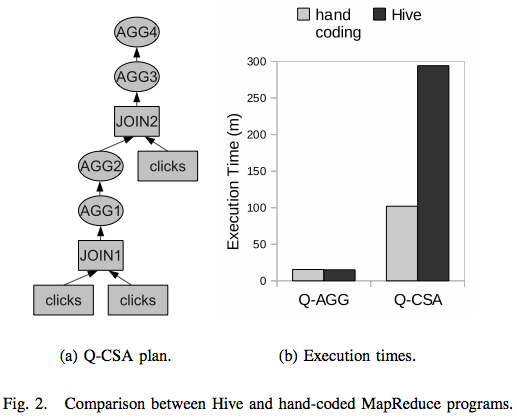 AGG4
AGG3
JOIN2
AGG2
clicks
AGG1
JOIN1
clicks
clicks
(a) Q-CSA plan.
hand coding
Hive
Execution Time (m)
300
250
200
150
100
50
0
Q-AGG
Q-CSA
(b) Execution times.
Fig. 2. Comparison between Hive and hand-coded MapReduce programs.